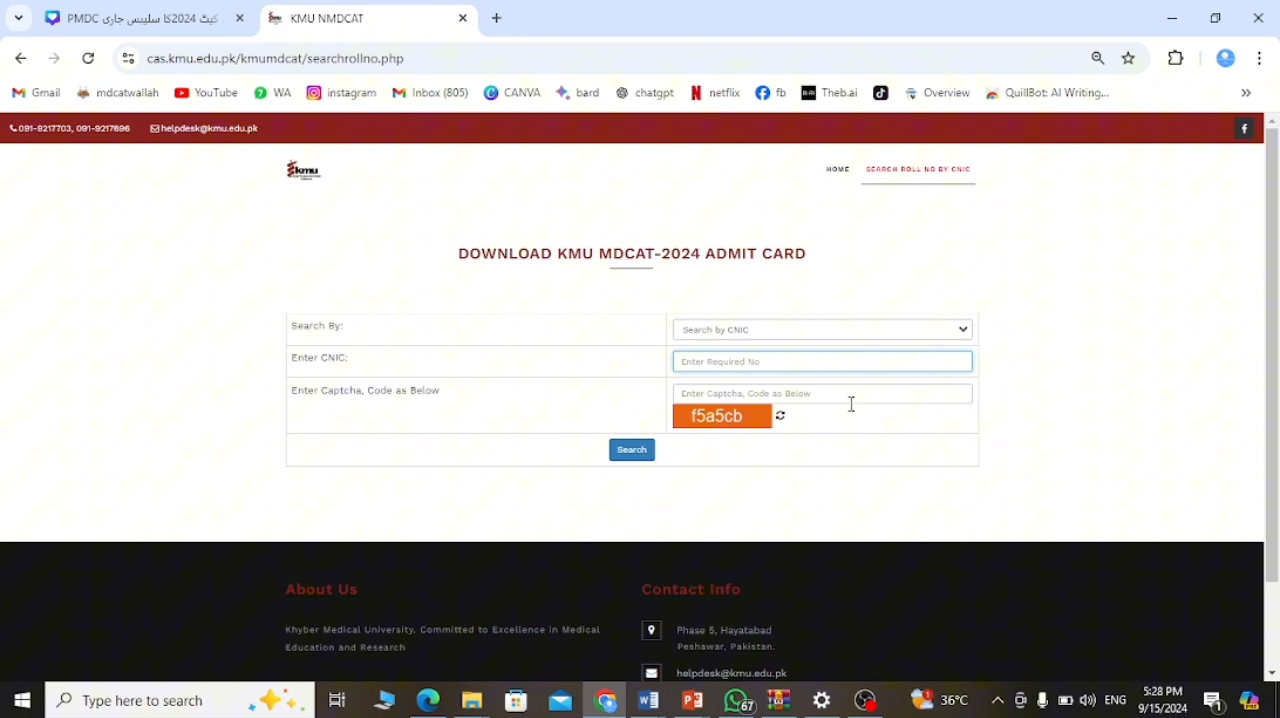 PMDC کیٹ 2024کا سلیبس جاری
KMU NMDCAT
cas.kmu.edu.pk/kmumdcat/searchrollno.php
Gmail
mdcatwallah
YouTube
WA
instagram
Inbox (805)
CANVA
bard
chatgpt
netflix
fb
Theb.ai
Overview
QuillBot: AI Writing...
091-9217703, 091-9217696
helpdesk@kmu.edu.pk
kmu
HOME
SEARCH ROLL NO BY CNIC
DOWNLOAD KMU MDCAT-2024 ADMIT CARD
Search By:
Search by CNIC
Enter CNIC:
Enter Required No
Enter Captcha, Code as Below
Enter Captcha, Code as Below
f5a5cb
Search
About Us
Contact Info
Khyber Medical University. Committed to Excellence in Medical
Education and Research
Phase 5, Hayatabad
Peshawar, Pakistan.
helpdesk@kmu.edu.pk
Type here to search
67
36°C
ENG
5:28 PM
9/15/2024